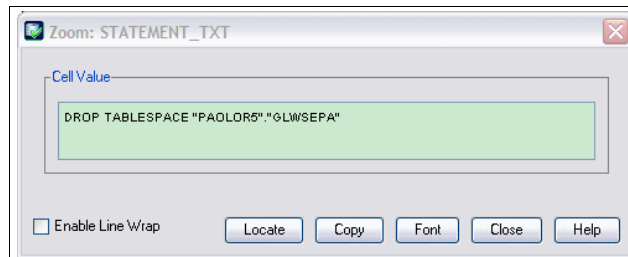 Zoom: STATEMENT_TXT
Cell Value
DROP TABLESPACE "PAOLOR5"."GLWSEPA"
Enable Line Wrap
Locate
Copy
Font
Close
Help